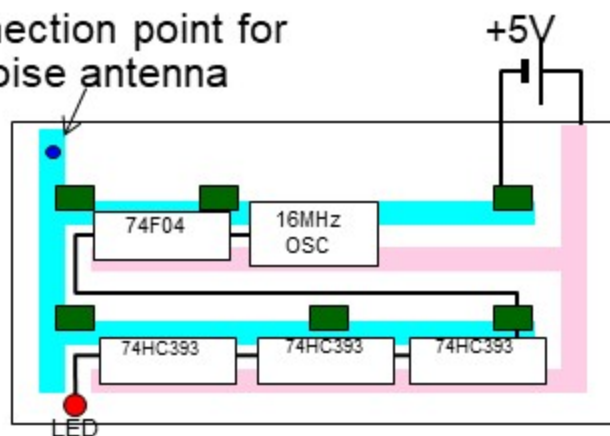 nection point for
+5V
oise antenna
74F04
16MHz
OSC
74HC393
74HC393
74HC393
LED